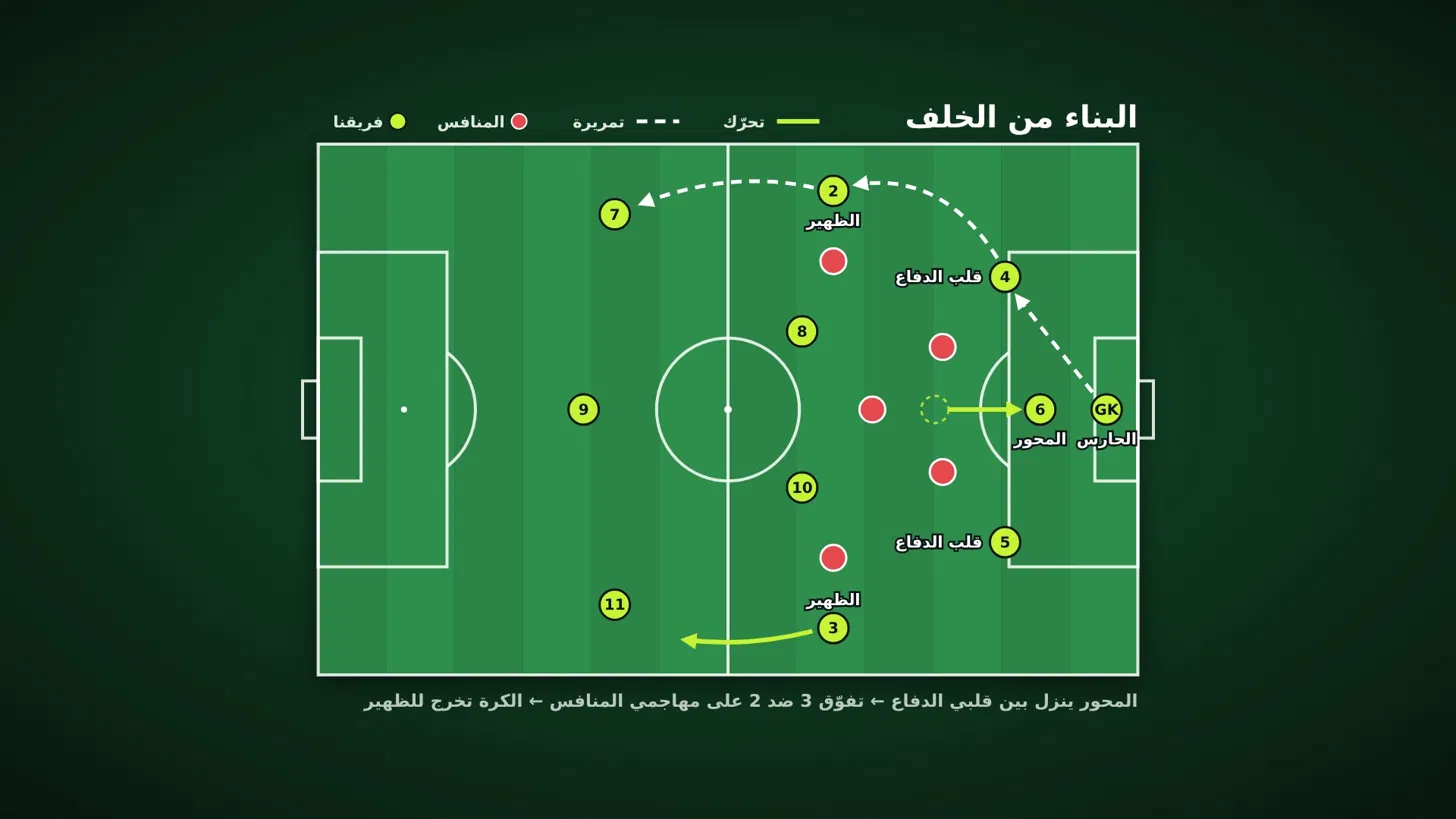 البناء من الخلف
تحرّك
تمريرة
المنافس
فريقنا
2
الظهير
7
4
قلب الدفاع
8
GK
الحارس
6
المحور
9
10
5
قلب الدفاع
الظهير
3
11
المحور ينزل بين قلبي الدفاع ← تفوّق 3 ضد 2 على مهاجمي المنافس ← الكرة تخرج للظهير